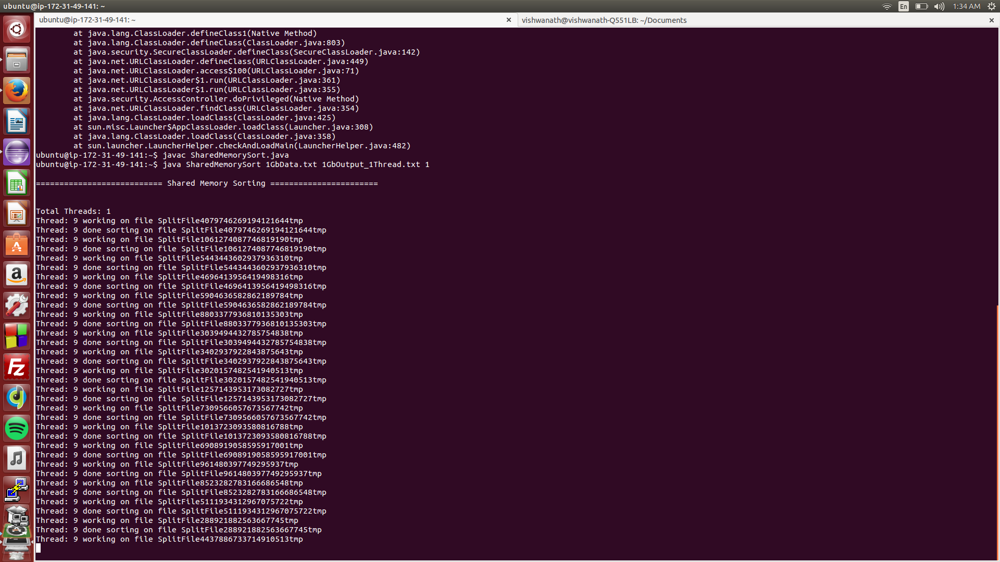 ubuntu@ip-172-31-49-141: ~
En
1:34 AM
ubuntu@ip-172-31-49-141: ~
vishwanath@vishwanath-Q551LB: ~/Documents
at java.lang.ClassLoader.defineClass1(Native Method)
at java.lang.ClassLoader.defineClass(ClassLoader.java:803)
at java.security.SecureClassLoader.defineClass(SecureClassLoader.java:142)
at java.net.URLClassLoader.defineClass(URLClassLoader.java:449)
at java.net.URLClassLoader.access$100(URLClassLoader.java:71)
at java.net.URLClassLoader$1.run(URLClassLoader.java:361)
at java.net.URLClassLoader$1.run(URLClassLoader.java:355)
at java.security.AccessController.doPrivileged(Native Method)
at java.net.URLClassLoader.findClass(URLClassLoader.java:354)
at java.lang.ClassLoader.loadClass(ClassLoader.java:425)
at sun.misc.Launcher$AppClassLoader.loadClass(Launcher.java:308)
at java.lang.ClassLoader.loadClass(ClassLoader.java:358)
at sun.launcher.LauncherHelper.checkAndLoadMain(LauncherHelper.java:482)
ubuntu@ip-172-31-49-141:~$ javac SharedMemorySort.java
ubuntu@ip-172-31-49-141:~$ java SharedMemorySort 1GbData.txt 1GbOutput_1Thread.txt 1
=========================== Shared Memory Sorting =======================
Total Threads: 1
Thread: 9 working on file SplitFile4079746269194121644tmp
Thread: 9 done sorting on file SplitFile4079746269194121644tmp
Thread: 9 working on file SplitFile1061274087746819190tmp
Thread: 9 done sorting on file SplitFile1061274087746819190tmp
Thread: 9 working on file SplitFile5443443602937936310tmp
Thread: 9 done sorting on file SplitFile5443443602937936310tmp
Thread: 9 working on file SplitFile4696413956419498316tmp
Thread: 9 done sorting on file SplitFile4696413956419498316tmp
Thread: 9 working on file SplitFile5904636582862189784tmp
Thread: 9 done sorting on file SplitFile5904636582862189784tmp
Thread: 9 working on file SplitFile8803377936810135303tmp
Thread: 9 done sorting on file SplitFile8803377936810135303tmp
Thread: 9 working on file SplitFile3039494432785754838tmp
Thread: 9 done sorting on file SplitFile3039494432785754838tmp
Thread: 9 working on file SplitFile3402937922843875643tmp
Thread: 9 done sorting on file SplitFile3402937922843875643tmp
Thread: 9 working on file SplitFile3020157482541940513tmp
Thread: 9 done sorting on file SplitFile3020157482541940513tmp
Thread: 9 working on file SplitFile1257143953173082727tmp
Thread: 9 done sorting on file SplitFile1257143953173082727tmp
Thread: 9 working on file SplitFile7309566057673567742tmp
Thread: 9 done sorting on file SplitFile7309566057673567742tmp
Thread: 9 working on file SplitFile1013723093580816788tmp
Thread: 9 done sorting on file SplitFile1013723093580816788tmp
Thread: 9 working on file SplitFile6908919058595917001tmp
Thread: 9 done sorting on file SplitFile6908919058595917001tmp
Thread: 9 working on file SplitFile961480397749295937tmp
Thread: 9 done sorting on file SplitFile961480397749295937tmp
Thread: 9 working on file SplitFile8523282783166686548tmp
Thread: 9 done sorting on file SplitFile8523282783166686548tmp
Thread: 9 working on file SplitFile5111934312967075722tmp
Thread: 9 done sorting on file SplitFile5111934312967075722tmp
Thread: 9 working on file SplitFile288921882563667745tmp
Thread: 9 done sorting on file SplitFile288921882563667745tmp
Thread: 9 working on file SplitFile4437886733714910513tmp